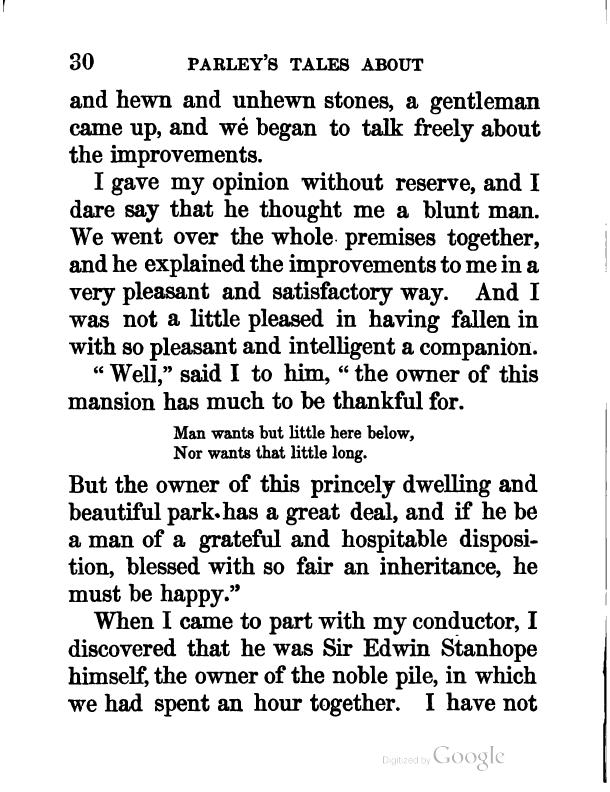 30 PARLEY'S TALES ABOUT
and hewn and unhewn stones, a gentleman
came up, and we began to talk freely about
the improvements.
I gave my opinion without reserve, and I
dare say that he thought me a blunt man.
We went over the whole premises together,
and he explained the improvements to me in a
very pleasant and satisfactory way. And I
was not a little pleased in having fallen in
with so pleasant and intelligent a companion.
"Well," said I to him, "the owner of this
mansion has much to be thankful for.
Man wants but little here below,
Nor wants that little long.
But the owner of this princely dwelling and
beautiful park has a great deal, and if he be
a man of a grateful and hospitable disposi-
tion, blessed with so fair an inheritance, he
must be happy."
When I came to part with my conductor, I
discovered that he was Sir Edwin Stanhope
himself, the owner of the noble pile, in which
we had spent an hour together. I have not
Digitized by Google